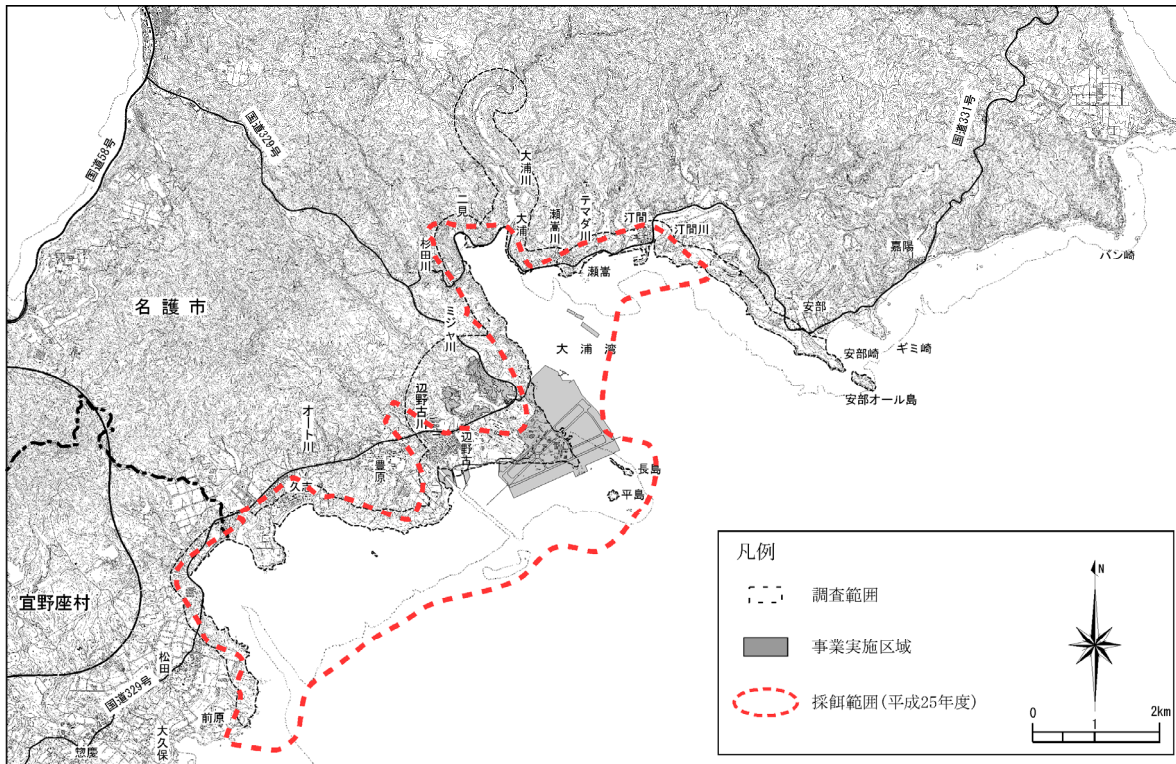 国道58号
国道329号
国道331号
大浦川
二見
大浦
瀬嵩川
テマダ川
汀間
汀間川
杉田川
瀬嵩
嘉陽
バン崎
名護市
ミジャ川
安部
大浦湾
安部崎
ギミ崎
安部オール島
辺野古川
オート川
辺野古
豊原
久志
長島
平島
宜野座村
松田
国道329号
前原
大久保
惣慶
凡例
調査範囲
事業実施区域
採餌範囲(平成25年度)
N
0 1 2km